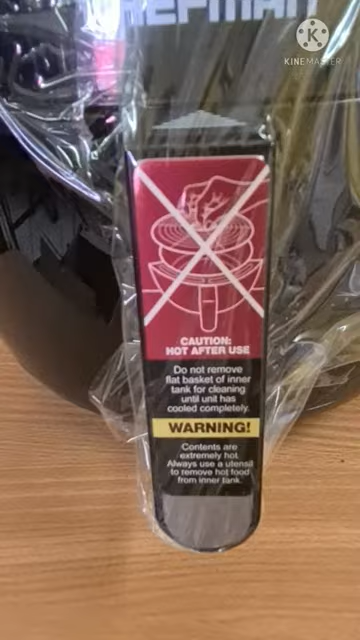 HEFMAN
K
KINEMASTER
CAUTION:
HOT AFTER USE
Do not remove
flat basket of inner
tank for cleaning
until unit has
cooled completely.
WARNING!
Contents are
extremely hot.
Always use a utensil
to remove hot food
from inner tank.